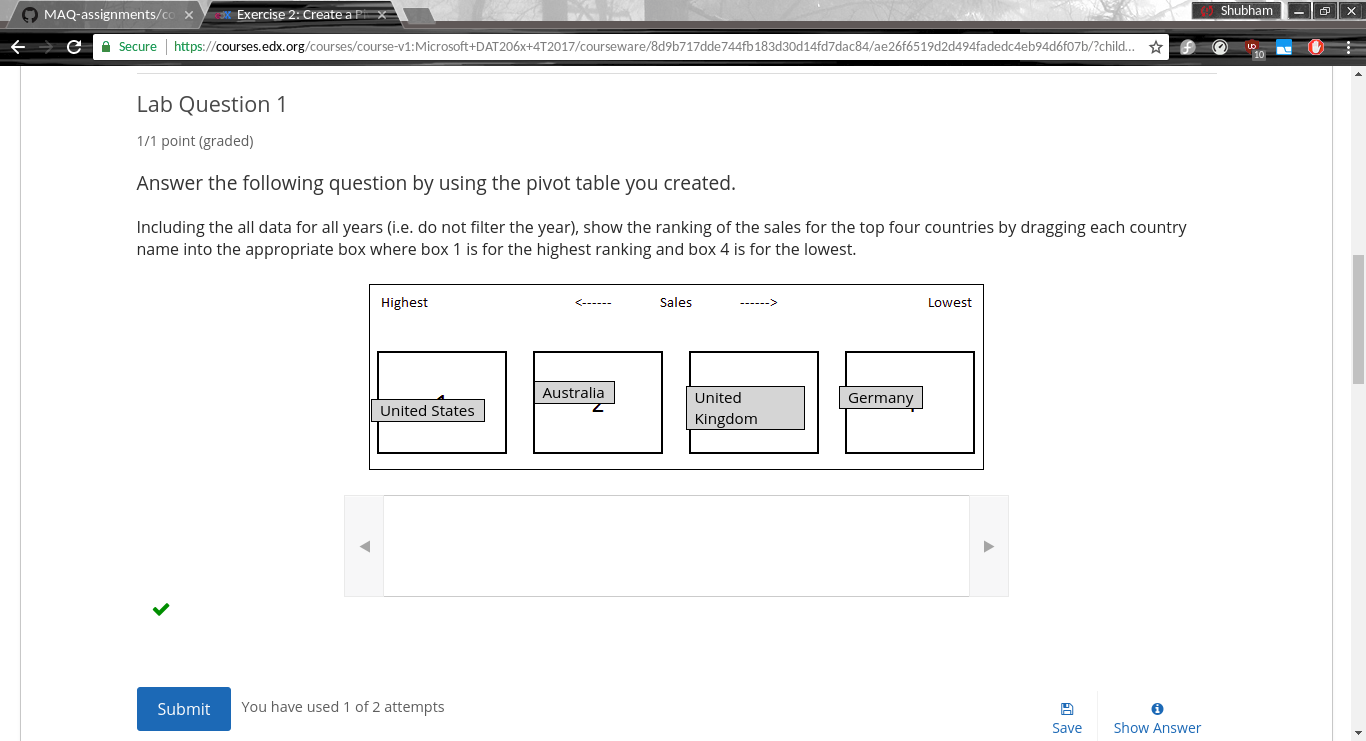 MAQ-assignments/co
Exercise 2: Create a P
Shubham
Secure
https://courses.edx.org/courses/course-v1:Microsoft+DAT206x+4T2017/courseware/8d9b717dde744fb183d30d14fd7dac84/ae26f6519d2d494fadedc4eb94d6f07b/?child...
10
Lab Question 1
1/1 point (graded)
Answer the following question by using the pivot table you created.
Including the all data for all years (i.e. do not filter the year), show the ranking of the sales for the top four countries by dragging each country
name into the appropriate box where box 1 is for the highest ranking and box 4 is for the lowest.
Highest <------ Sales ------> Lowest
United States
Australia
2
United
Kingdom
Germany
Submit
You have used 1 of 2 attempts
Save
Show Answer